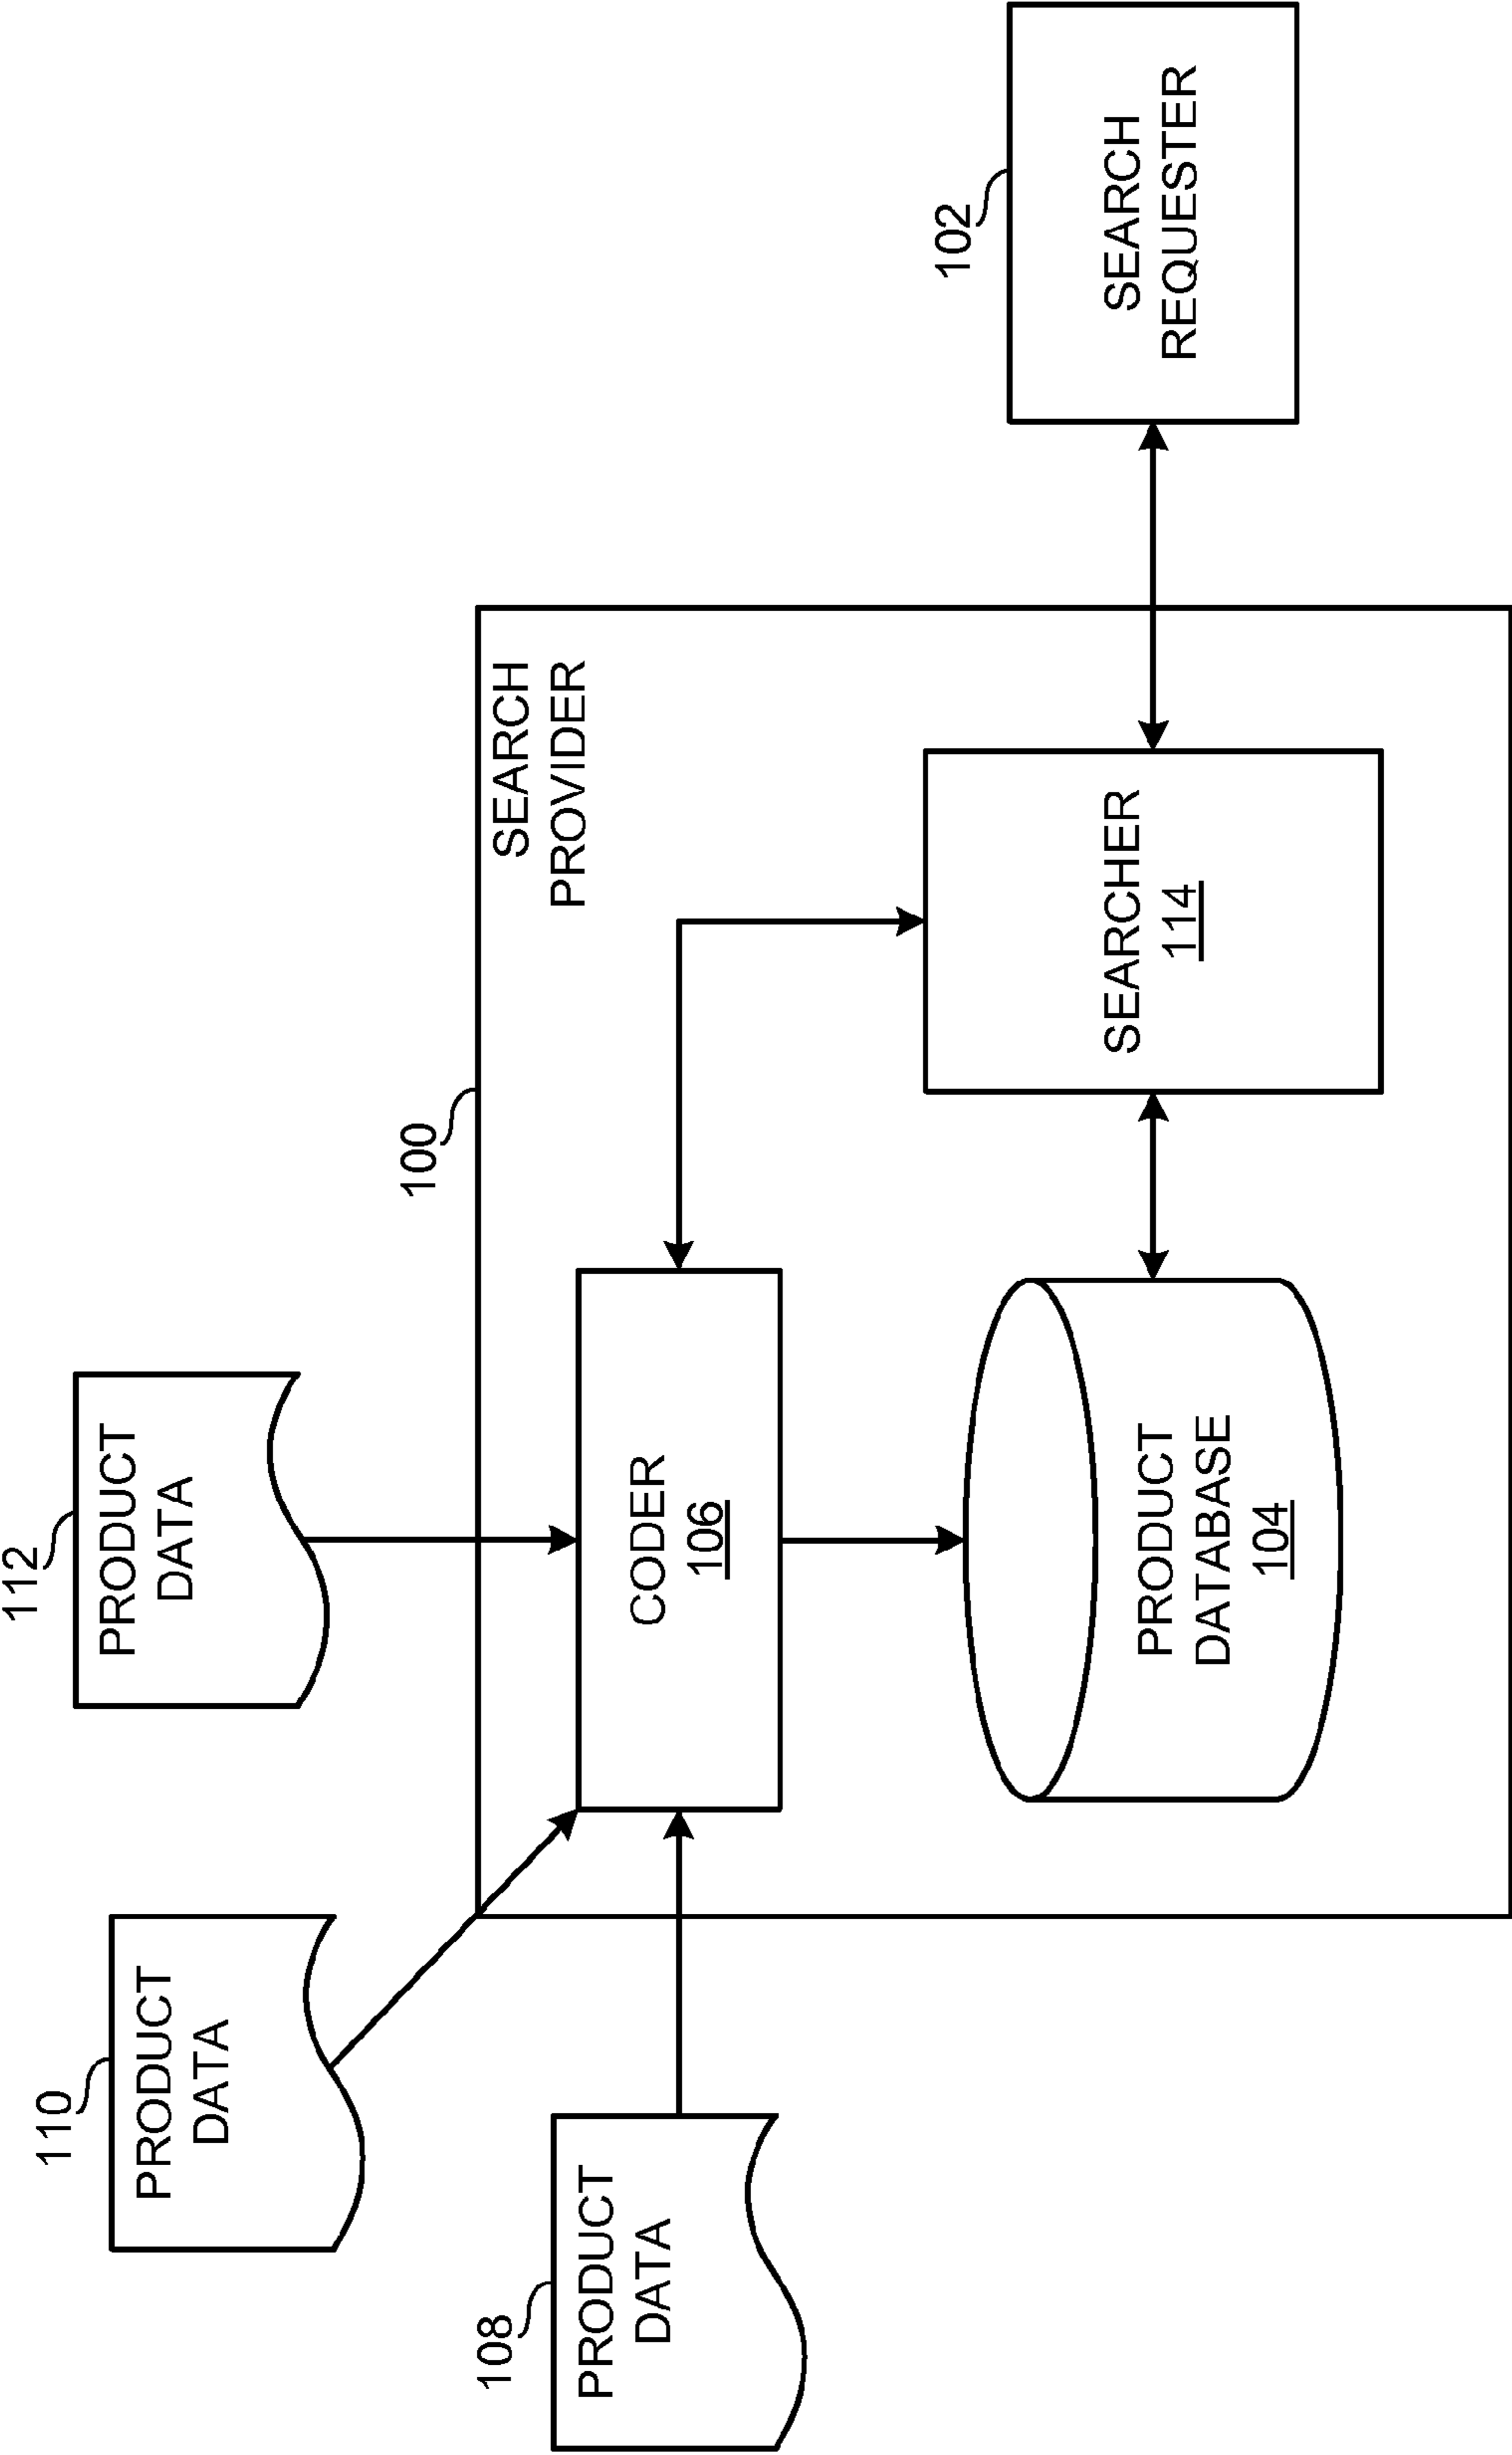 110
PRODUCT
DATA
112
PRODUCT
DATA
108
PRODUCT
DATA
100
SEARCH
PROVIDER
CODER
106
PRODUCT
DATABASE
104
SEARCHER
114
102
SEARCH
REQUESTER